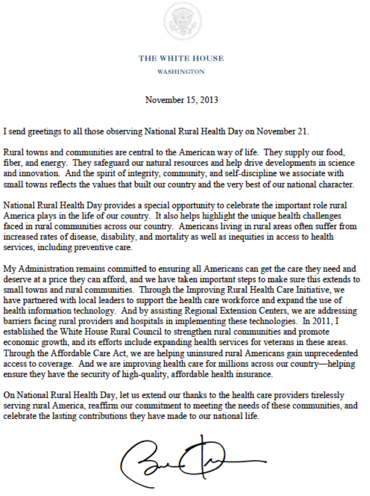 THE WHITE HOUSE
WASHINGTON
November 15, 2013
I send greetings to all those observing National Rural Health Day on November 21.
Rural towns and communities are central to the American way of life. They supply our food,
fiber, and energy. They safeguard our natural resources and help drive developments in science
and innovation. And the spirit of integrity, community, and self-discipline we associate with
small towns reflects the values that built our country and the very best of our national character.
National Rural Health Day provides a special opportunity to celebrate the important role rural
America plays in the life of our country. It also helps highlight the unique health challenges
faced in rural communities across our country. Americans living in rural areas often suffer from
increased rates of disease, disability, and mortality as well as inequities in access to health
services, including preventive care.
My Administration remains committed to ensuring all Americans can get the care they need and
deserve at a price they can afford, and we have taken important steps to make sure this extends to
small towns and rural communities. Through the Improving Rural Health Care Initiative, we
have partnered with local leaders to support the health care workforce and expand the use of
health information technology. And by assisting Regional Extension Centers, we are addressing
barriers facing rural providers and hospitals in implementing these technologies. In 2011, I
established the White House Rural Council to strengthen rural communities and promote
economic growth, and its efforts include expanding health services for veterans in these areas.
Through the Affordable Care Act, we are helping uninsured rural Americans gain unprecedented
access to coverage. And we are improving health care for millions across our country—helping
ensure they have the security of high-quality, affordable health insurance.
On National Rural Health Day, let us extend our thanks to the health care providers tirelessly
serving rural America, reaffirm our commitment to meeting the needs of these communities, and
celebrate the lasting contributions they have made to our national life.